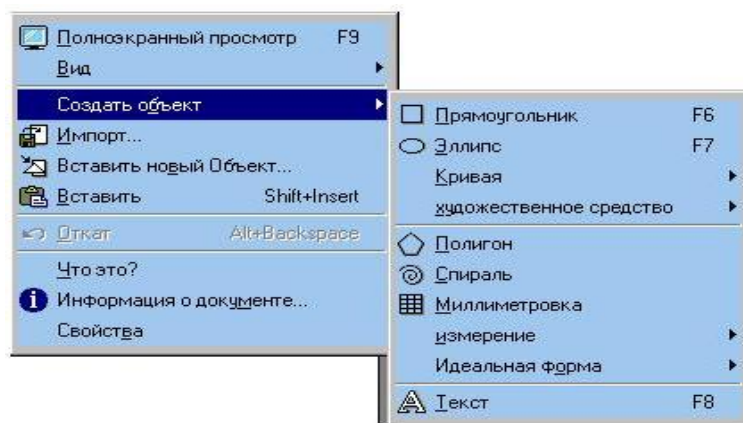 Полноэкранный просмотр F9
Вид
Создать объект
Импорт...
Вставить новый Объект...
Вставить Shift+Insert
Откат Alt+Backspace
Что это?
Информация о документе...
Свойства
Прямоугольник F6
Эллипс F7
Кривая
художественное средство
Полигон
Спираль
Миллиметровка
измерение
Идеальная форма
Текст F8